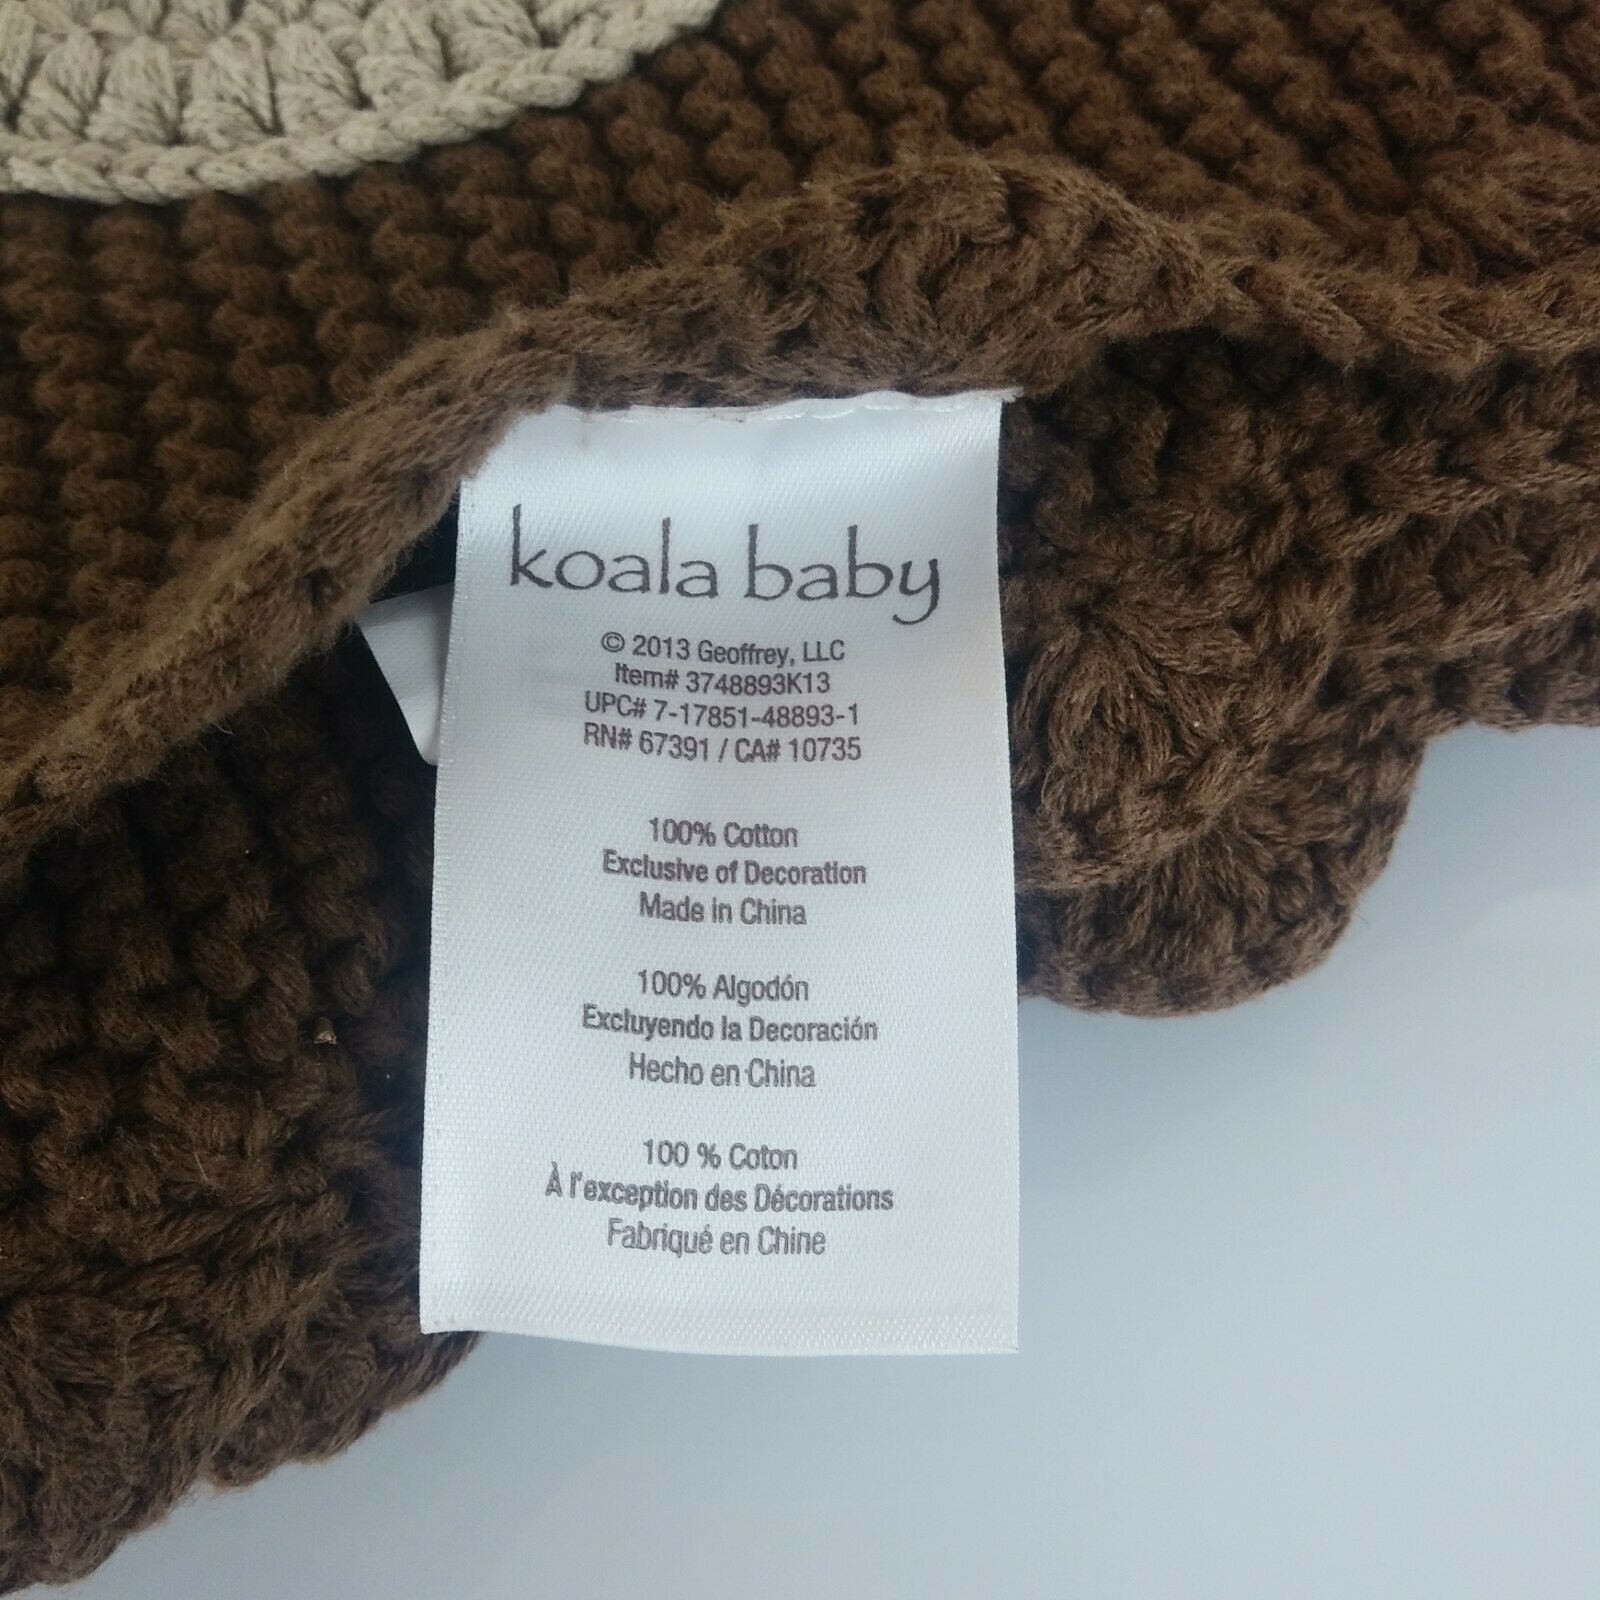 koala baby
© 2013 Geoffrey, LLC
Item# 3748893K13
UPC# 7-17851-48893-1
RN# 67391 / CA# 10735
100% Cotton
Exclusive of Decoration
Made in China
100% Algodón
Excluyendo la Decoración
Hecho en China
100 % Coton
À l'exception des Décorations
Fabriqué en Chine